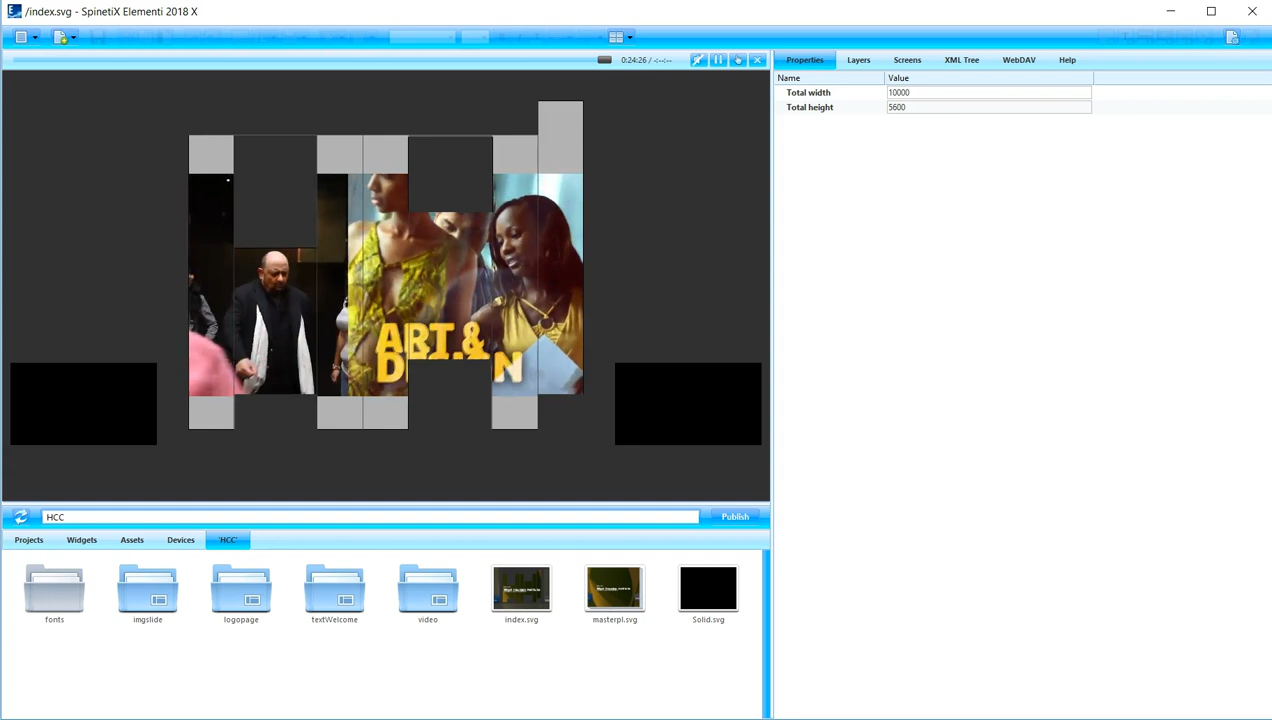 /index.svg - SpinetiX Elementi 2018 X
0:24:26 / -:--:--
Properties Layers Screens XML Tree WebDAV Help
Name Value
Total width 10000
Total height 5600
ART &
D N
HCC
Publish
Projects Widgets Assets Devices 'HCC'
fonts imgslide logopage textWelcome video index.svg masterpl.svg Solid.svg